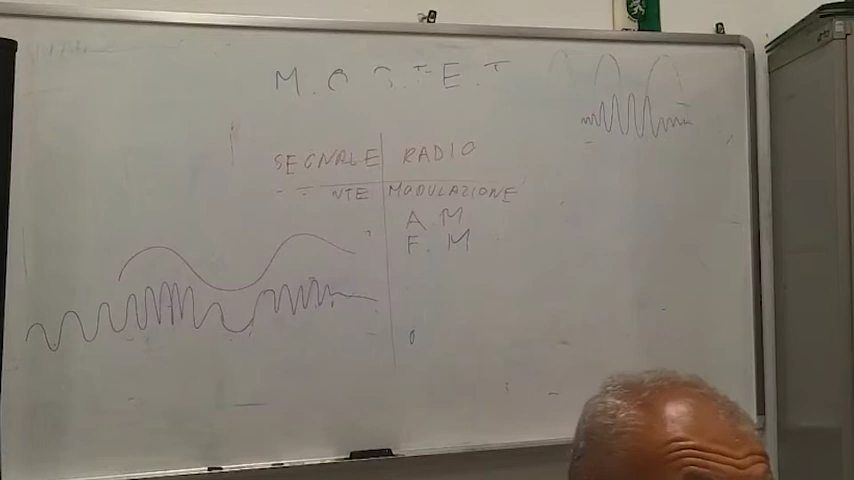 M. O S F E. T
SEGNALE RADIO
NTE MODULAZIONE
A. M
F. M